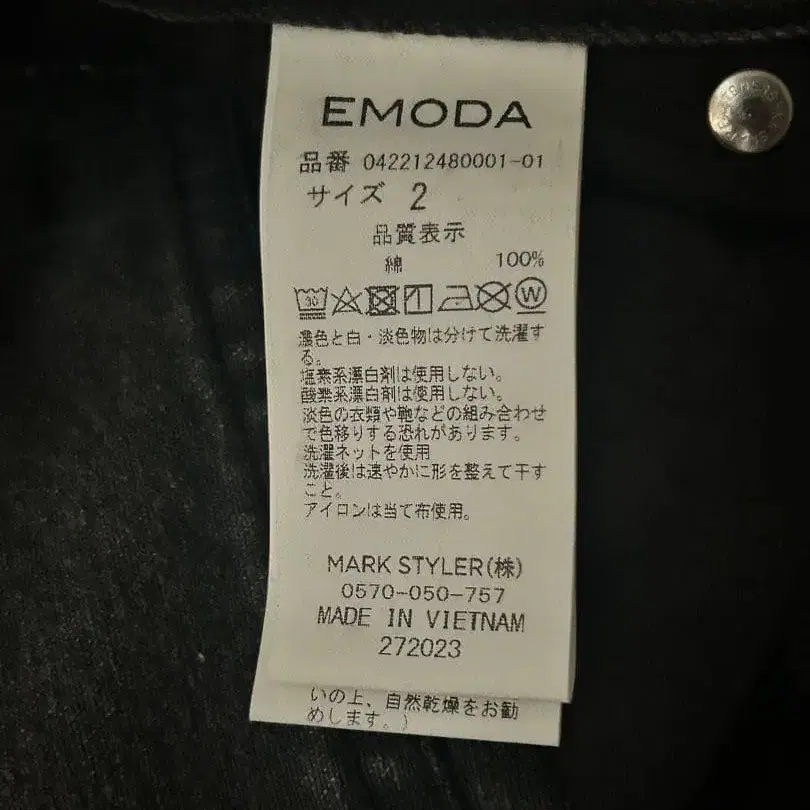 EMODA
品番 042212480001-01
サイズ 2
品質表示
綿 100%
30
W
濃色と白・淡色物は分けて洗濯す
る。
塩素系漂白剤は使用しない。
酸素系漂白剤は使用しない。
淡色の衣類や鞄などの組み合わせ
で色移りする恐れがあります。
洗濯ネットを使用
洗濯後は速やかに形を整えて干す
こと。
アイロンは当て布使用。
MARK STYLER(株)
0570-050-757
MADE IN VIETNAM
272023
いの上、自然乾燥をお勧
めします。)